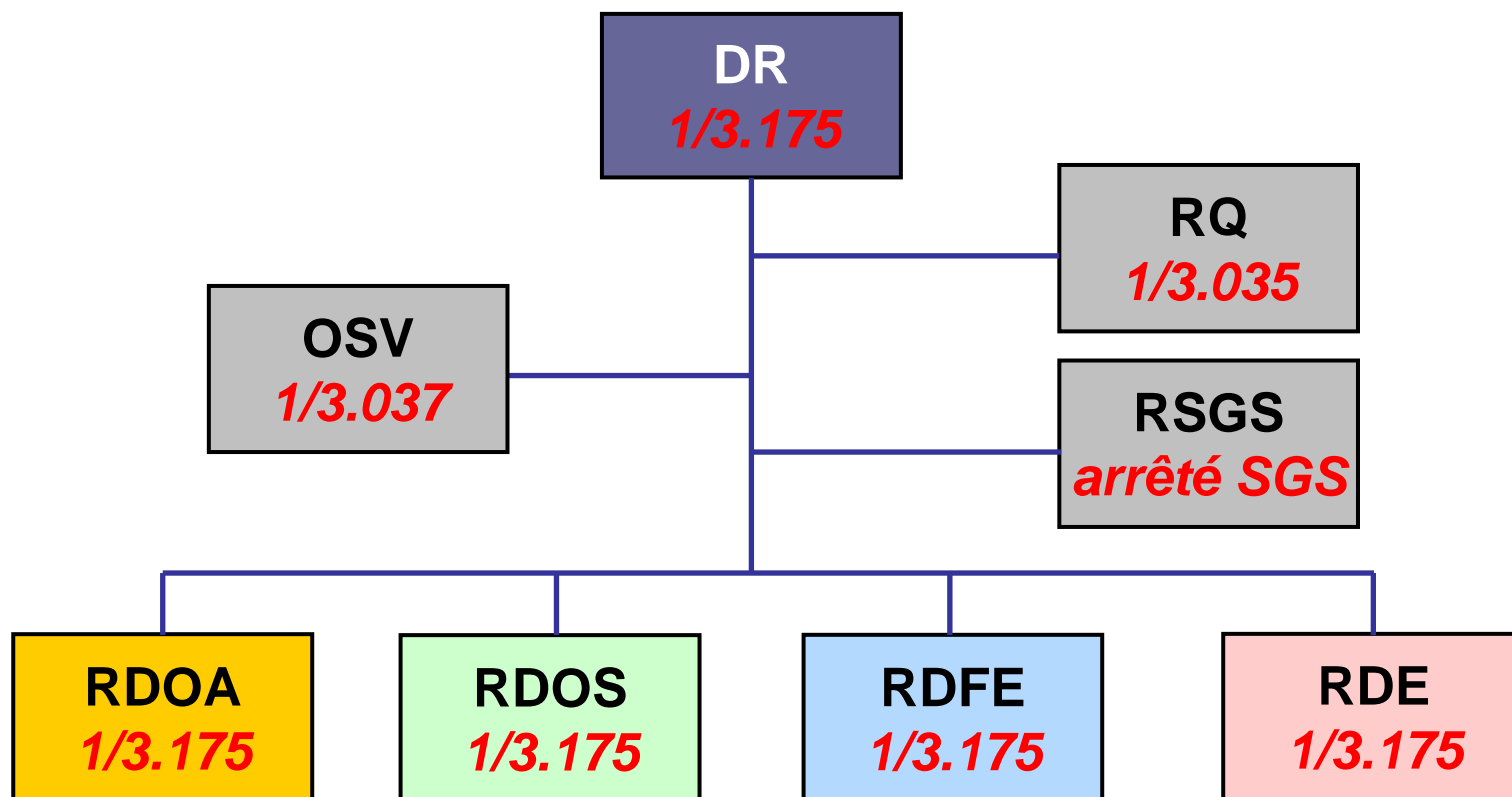 DR
1/3.175
RQ
1/3.035
OSV
1/3.037
RSGS
arrêté SGS
RDOA
1/3.175
RDOS
1/3.175
RDFE
1/3.175
RDE
1/3.175